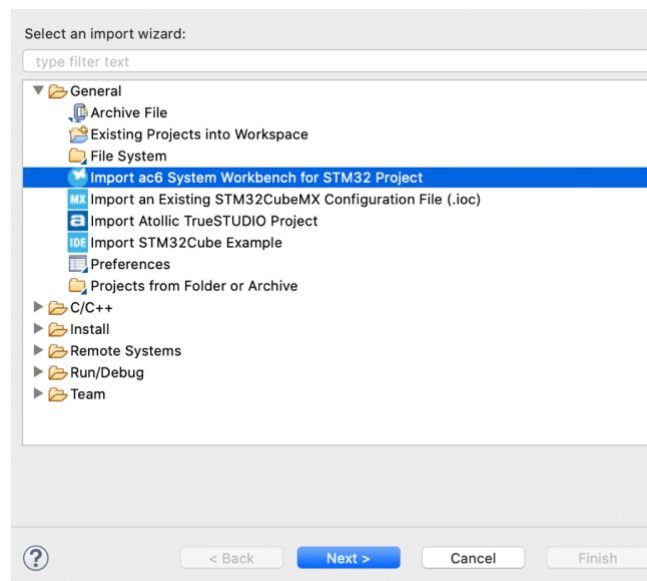 Select an import wizard:
type filter text
General
Archive File
Existing Projects into Workspace
File System
Import ac6 System Workbench for STM32 Project
MX Import an Existing STM32CubeMX Configuration File (.ioc)
a Import Atollic TrueSTUDIO Project
IDE Import STM32Cube Example
Preferences
Projects from Folder or Archive
C/C++
Install
Remote Systems
Run/Debug
Team
? < Back Next > Cancel Finish